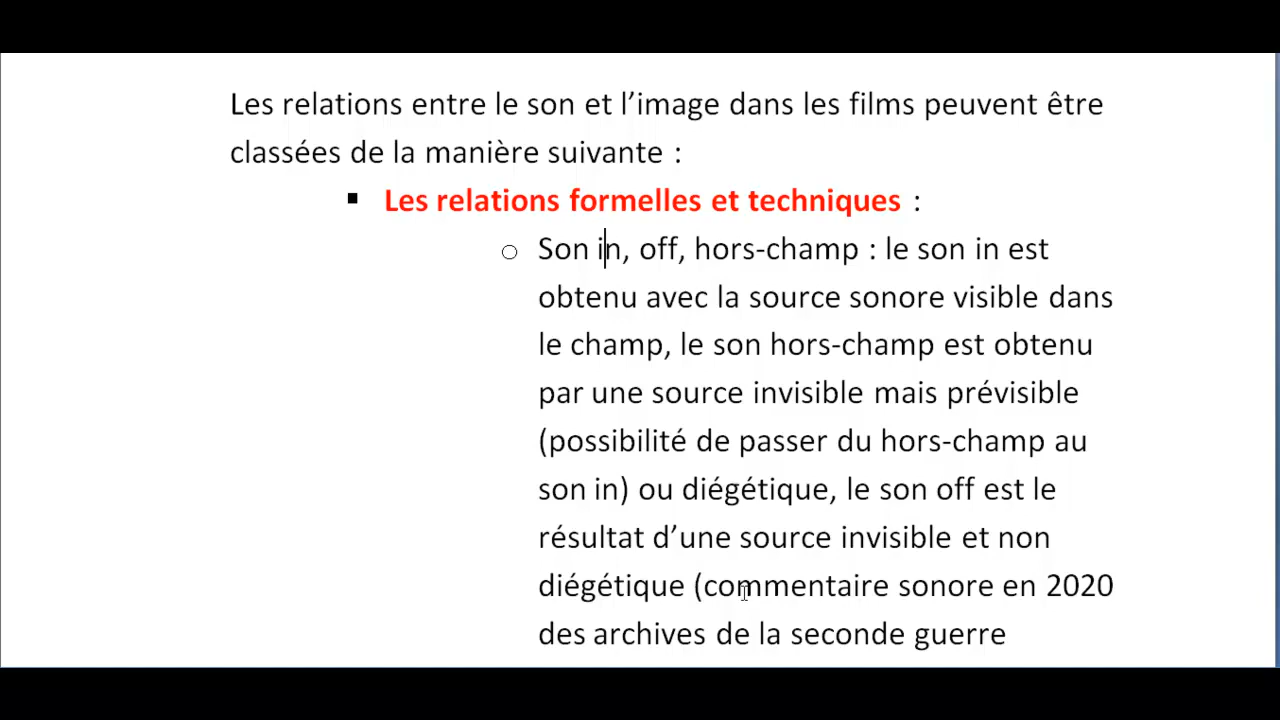 Les relations entre le son et l’image dans les films peuvent être
classées de la manière suivante :
▪ Les relations formelles et techniques :
o Son in, off, hors-champ : le son in est
obtenu avec la source sonore visible dans
le champ, le son hors-champ est obtenu
par une source invisible mais prévisible
(possibilité de passer du hors-champ au
son in) ou diégétique, le son off est le
résultat d’une source invisible et non
diégétique (commentaire sonore en 2020
des archives de la seconde guerre